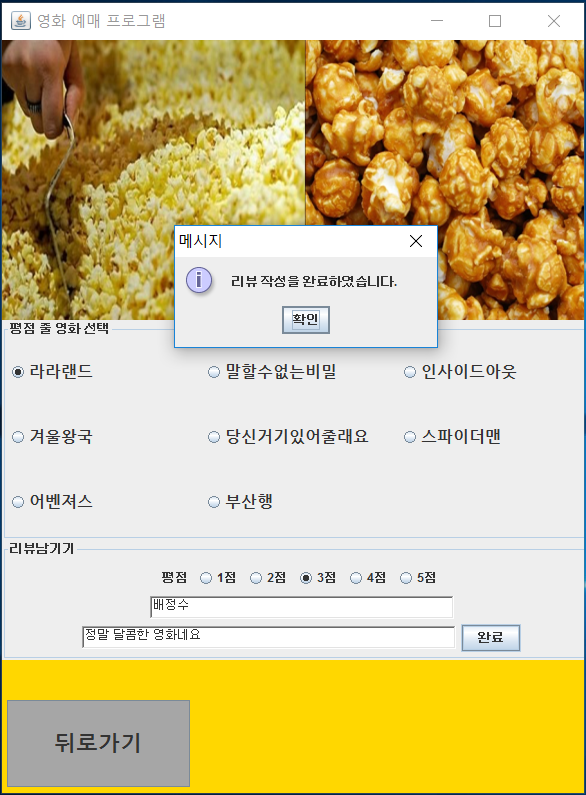 영화 예매 프로그램
메시지
리뷰 작성을 완료하였습니다.
확인
평점 줄 영화 선택
라라랜드 말할수없는비밀 인사이드아웃
겨울왕국 당신거기있어줄래요 스파이더맨
어벤져스 부산행
리뷰남기기
평점 1점 2점 3점 4점 5점
배정수
정말 달콤한 영화네요 완료
뒤로가기